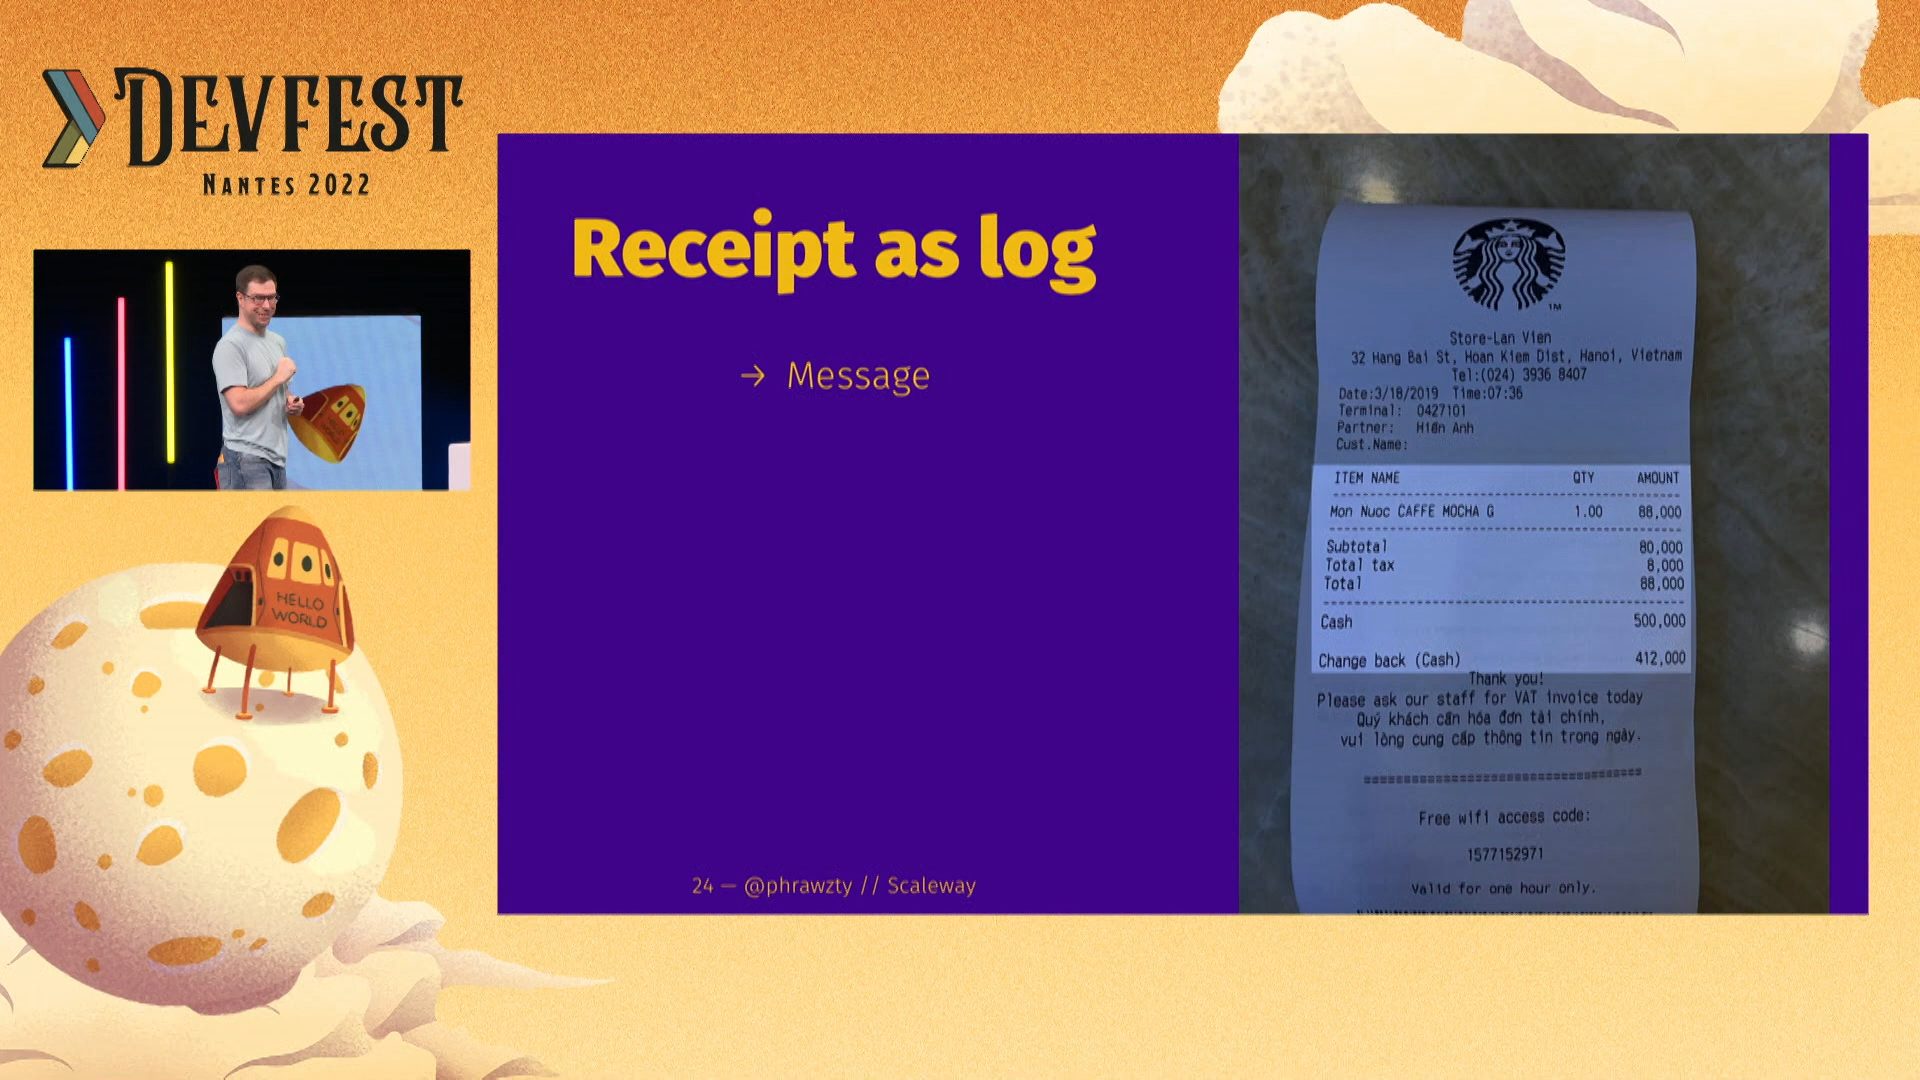 DEVFEST
NANTES 2022
HELLO
WORLD
Receipt as log
→ Message
24 — @phrawzty // Scaleway
TM
Store-Lan Vien
32 Hang Bai St, Hoan Kiem Dist, Hanoi, Vietnam
Tel:(024) 3936 8407
Date:3/18/2019 Time:07:36
Terminal: 0427101
Partner: Hiền Anh
Cust.Name:
ITEM NAME QTY AMOUNT
Mon Nuoc CAFFE MOCHA G 1.00 88,000
Subtotal 80,000
Total tax 8,000
Total 88,000
Cash 500,000
Change back (Cash) 412,000
Thank you!
Please ask our staff for VAT invoice today
Quý khách cần hóa đơn tài chính,
vui lòng cung cấp thông tin trong ngày.
===================================
Free wifi access code:
1577152971
Valid for one hour only.